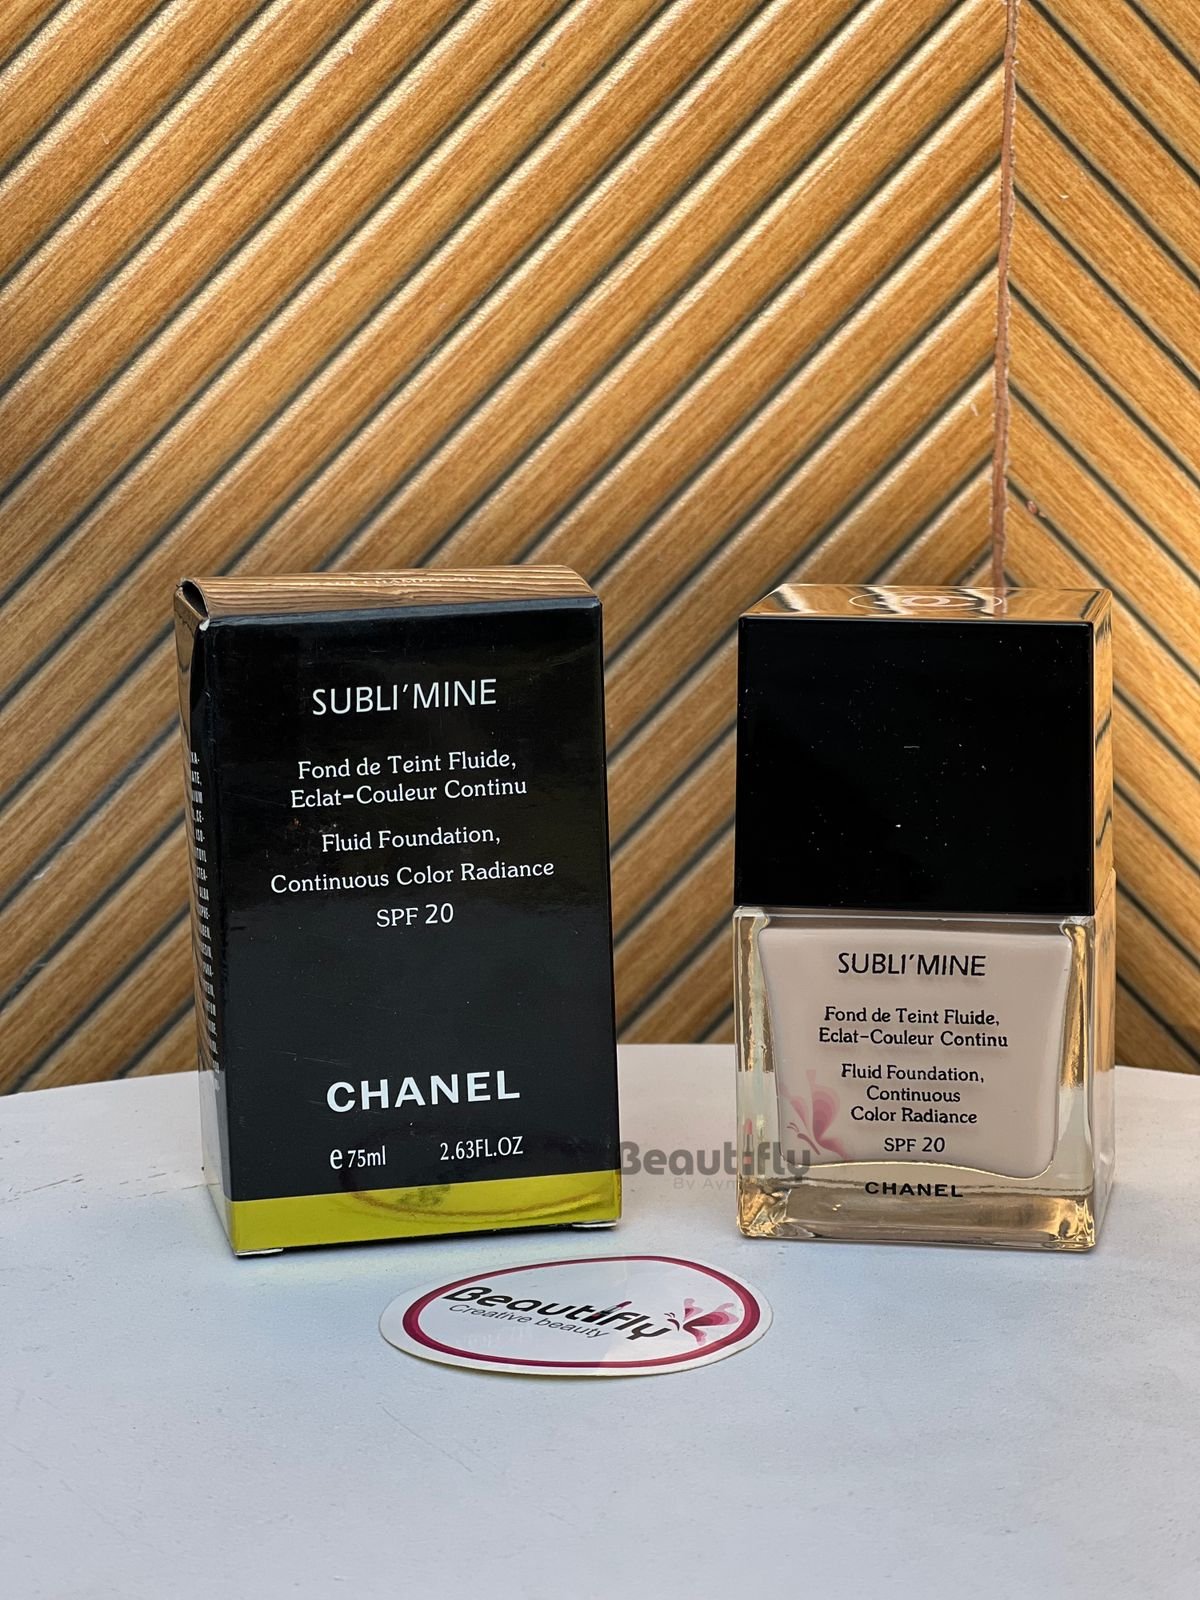 SUBLI'MINE
Fond de Teint Fluide,
Eclat-Couleur Continu
Fluid Foundation,
Continuous Color Radiance
SPF 20
CHANEL
e 75ml 2.63FL.OZ
SUBLI'MINE
Fond de Teint Fluide,
Eclat-Couleur Continu
Fluid Foundation,
Continuous
Color Radiance
SPF 20
CHANEL
Beautifly
Beautifly
Creative beauty